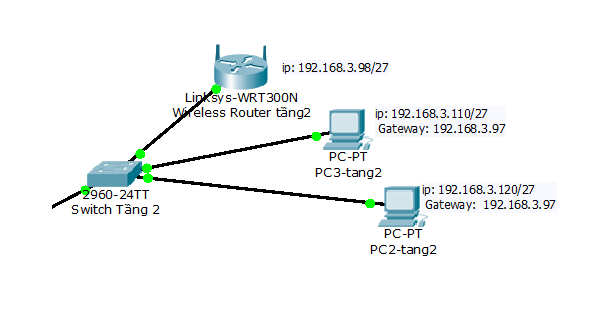 ip: 192.168.3.98/27
Linksys-WRT300N
Wireless Router tầng2
ip: 192.168.3.110/27
Gateway: 192.168.3.97
PC-PT
PC3-tang2
2960-24TT
Switch Tầng 2
ip: 192.168.3.120/27
Gateway:  192.168.3.97
PC-PT
PC2-tang2